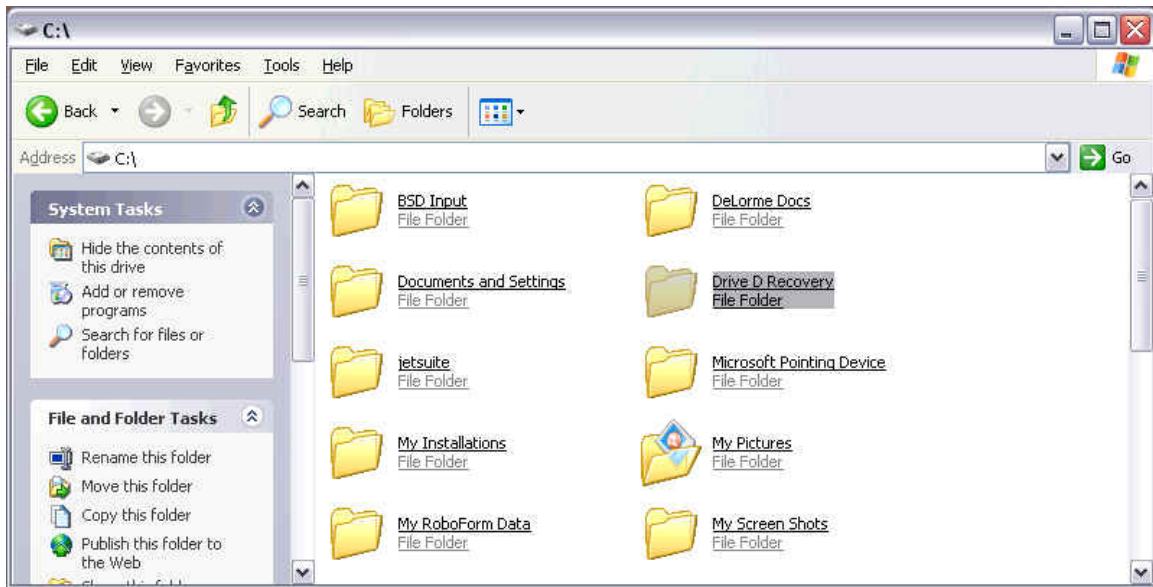 C:\
File Edit View Favorites Tools Help
Back Search Folders
Address C:\ Go
System Tasks
Hide the contents of
this drive
Add or remove
programs
Search for files or
folders
File and Folder Tasks
Rename this folder
Move this folder
Copy this folder
Publish this folder to
the Web
BSD Input
File Folder
DeLorme Docs
File Folder
Documents and Settings
File Folder
Drive D Recovery
File Folder
jetsuite
File Folder
Microsoft Pointing Device
File Folder
My Installations
File Folder
My Pictures
File Folder
My RoboForm Data
File Folder
My Screen Shots
File Folder